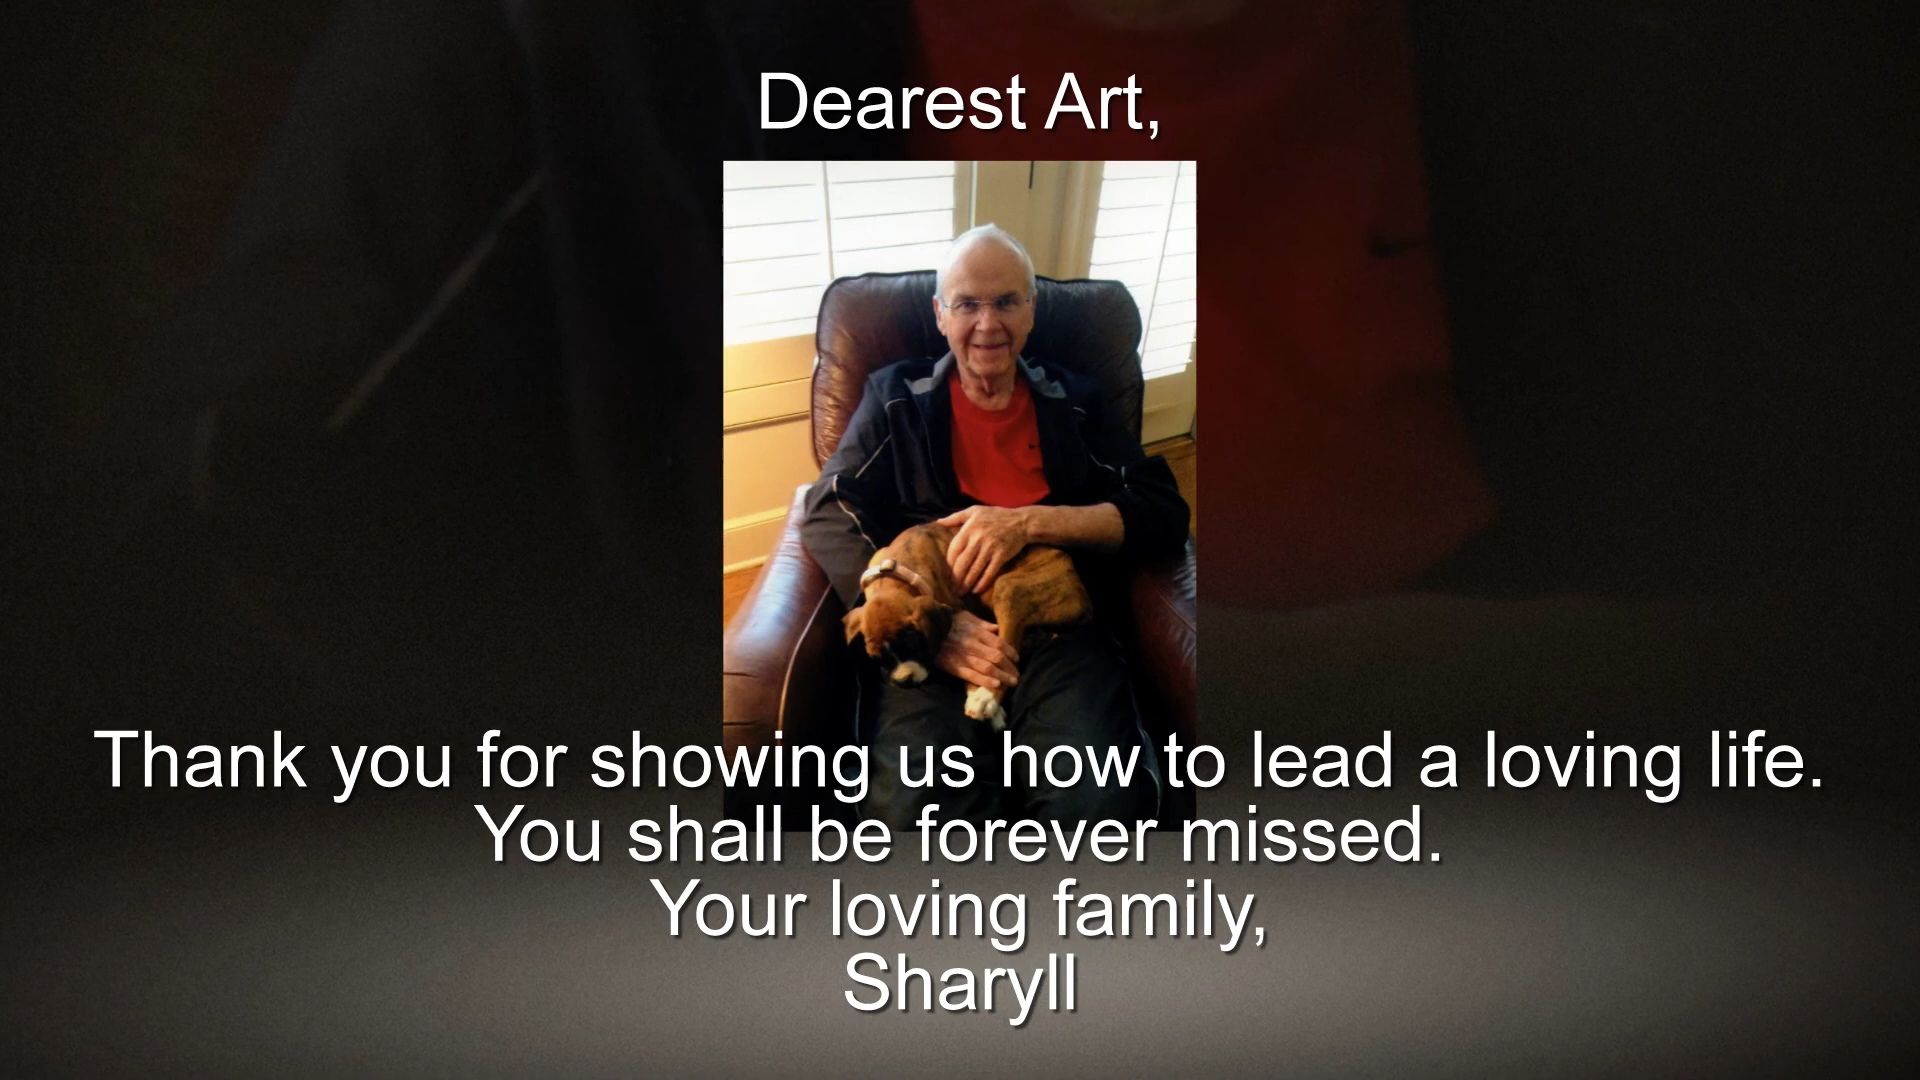 Dearest Art,
Thank you for showing us how to lead a loving life.
You shall be forever missed.
Your loving family,
Sharyll